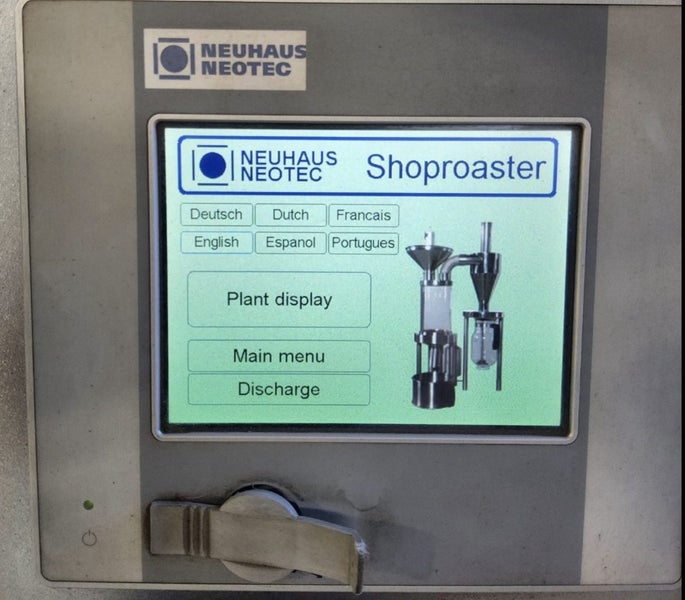 NEUHAUS
NEOTEC
NEUHAUS
NEOTEC
Shoproaster
Deutsch Dutch Francais
English Espanol Portugues
Plant display
Main menu
Discharge